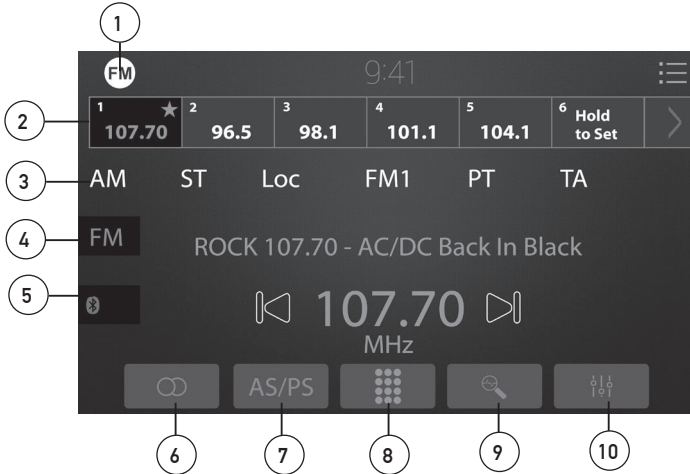 1
FM 9:41
2
1 107.70 2 96.5 3 98.1 4 101.1 5 104.1 6 Hold to Set
3
AM ST Loc FM1 PT TA
4
FM
ROCK 107.70 - AC/DC Back In Black
5
107.70
MHz
AS/PS
6 7 8 9 10